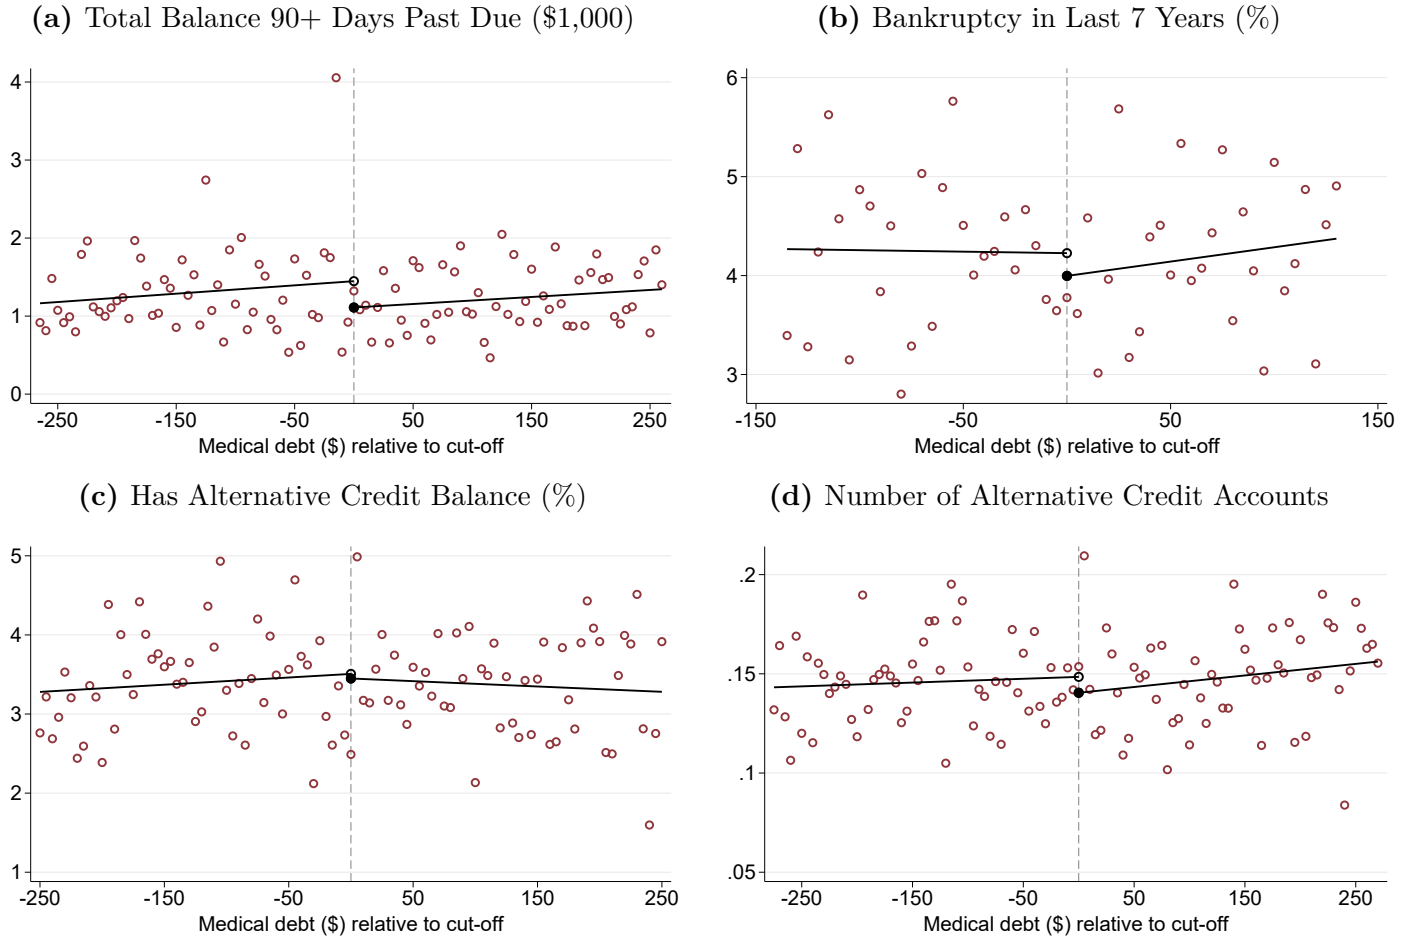 (a) Total Balance 90+ Days Past Due ($1,000)
4
3
2
1
0
-250 -150 -50 50 150 250
Medical debt ($) relative to cut-off
(b) Bankruptcy in Last 7 Years (%)
6
5
4
3
-150 -50 50 150
Medical debt ($) relative to cut-off
(c) Has Alternative Credit Balance (%)
5
4
3
2
1
-250 -150 -50 50 150 250
Medical debt ($) relative to cut-off
(d) Number of Alternative Credit Accounts
.2
.15
.1
.05
-250 -150 -50 50 150 250
Medical debt ($) relative to cut-off